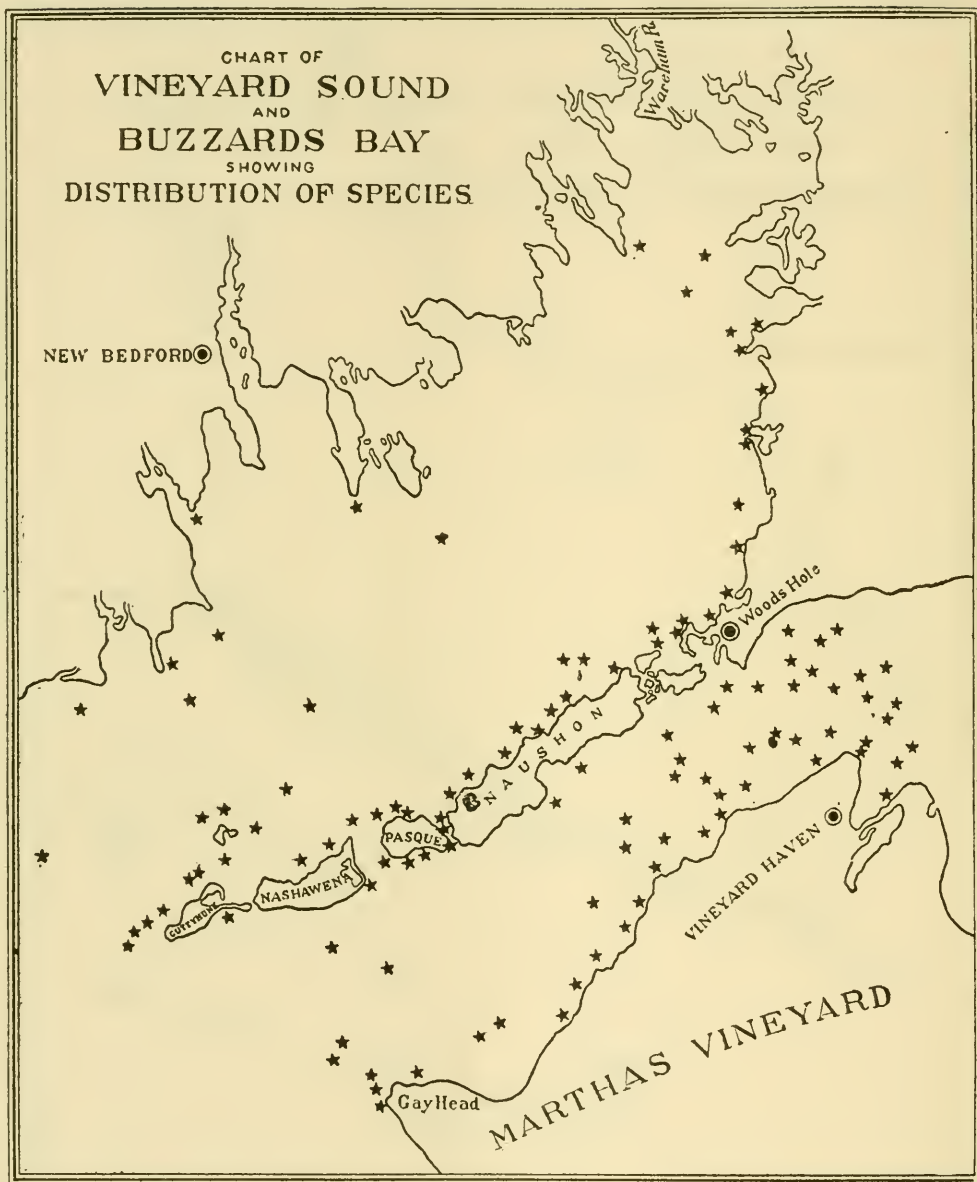 CHART OF
VINEYARD SOUND
AND
BUZZARDS BAY
SHOWING
DISTRIBUTION OF SPECIES
Wareham R.
NEW BEDFORD
Woods Hole
NAUSHON
PASQUE
NASHAWENA
CUTTYHUNK
VINEYARD HAVEN
MARTHAS VINEYARD
Gay Head